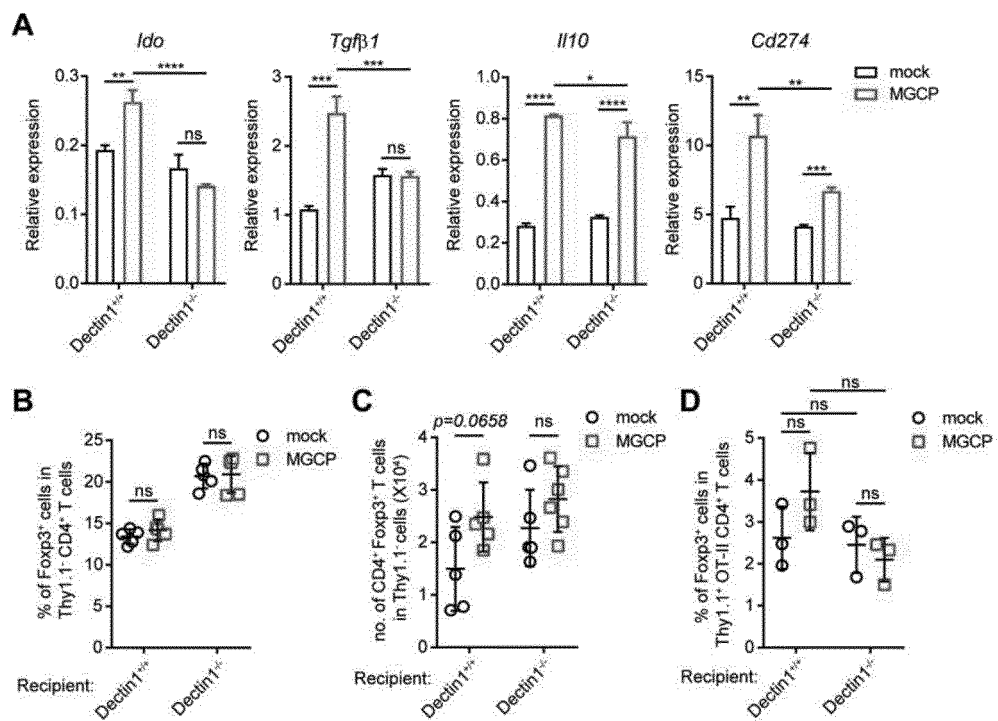 A
Ido
Tgfβ1
Il10
Cd274
mock
MGCP
Relative expression
0.3
0.2
0.1
0.0
**
****
ns
Dectin1+/+
Dectin1-/-
Relative expression
3
2
1
0
***
***
ns
Dectin1+/+
Dectin1-/-
Relative expression
1.0
0.8
0.6
0.4
0.2
0.0
****
*
****
Dectin1+/+
Dectin1-/-
Relative expression
15
10
5
0
**
**
***
Dectin1+/+
Dectin1-/-
B
mock
MGCP
% of Foxp3+ cells in
Thy1.1- CD4+ T cells
25
20
15
10
5
0
ns
ns
Recipient:
Dectin1+/+
Dectin1-/-
C
mock
MGCP
no. of CD4+ Foxp3+ T cells
in Thy1.1- cells (X10⁴)
4
3
2
1
0
p=0.0658
ns
Recipient:
Dectin1+/+
Dectin1-/-
D
mock
MGCP
% of Foxp3+ cells in
Thy1.1+ OT-II CD4+ T cells
5
4
3
2
1
0
ns
ns
ns
ns
Recipient:
Dectin1+/+
Dectin1-/-